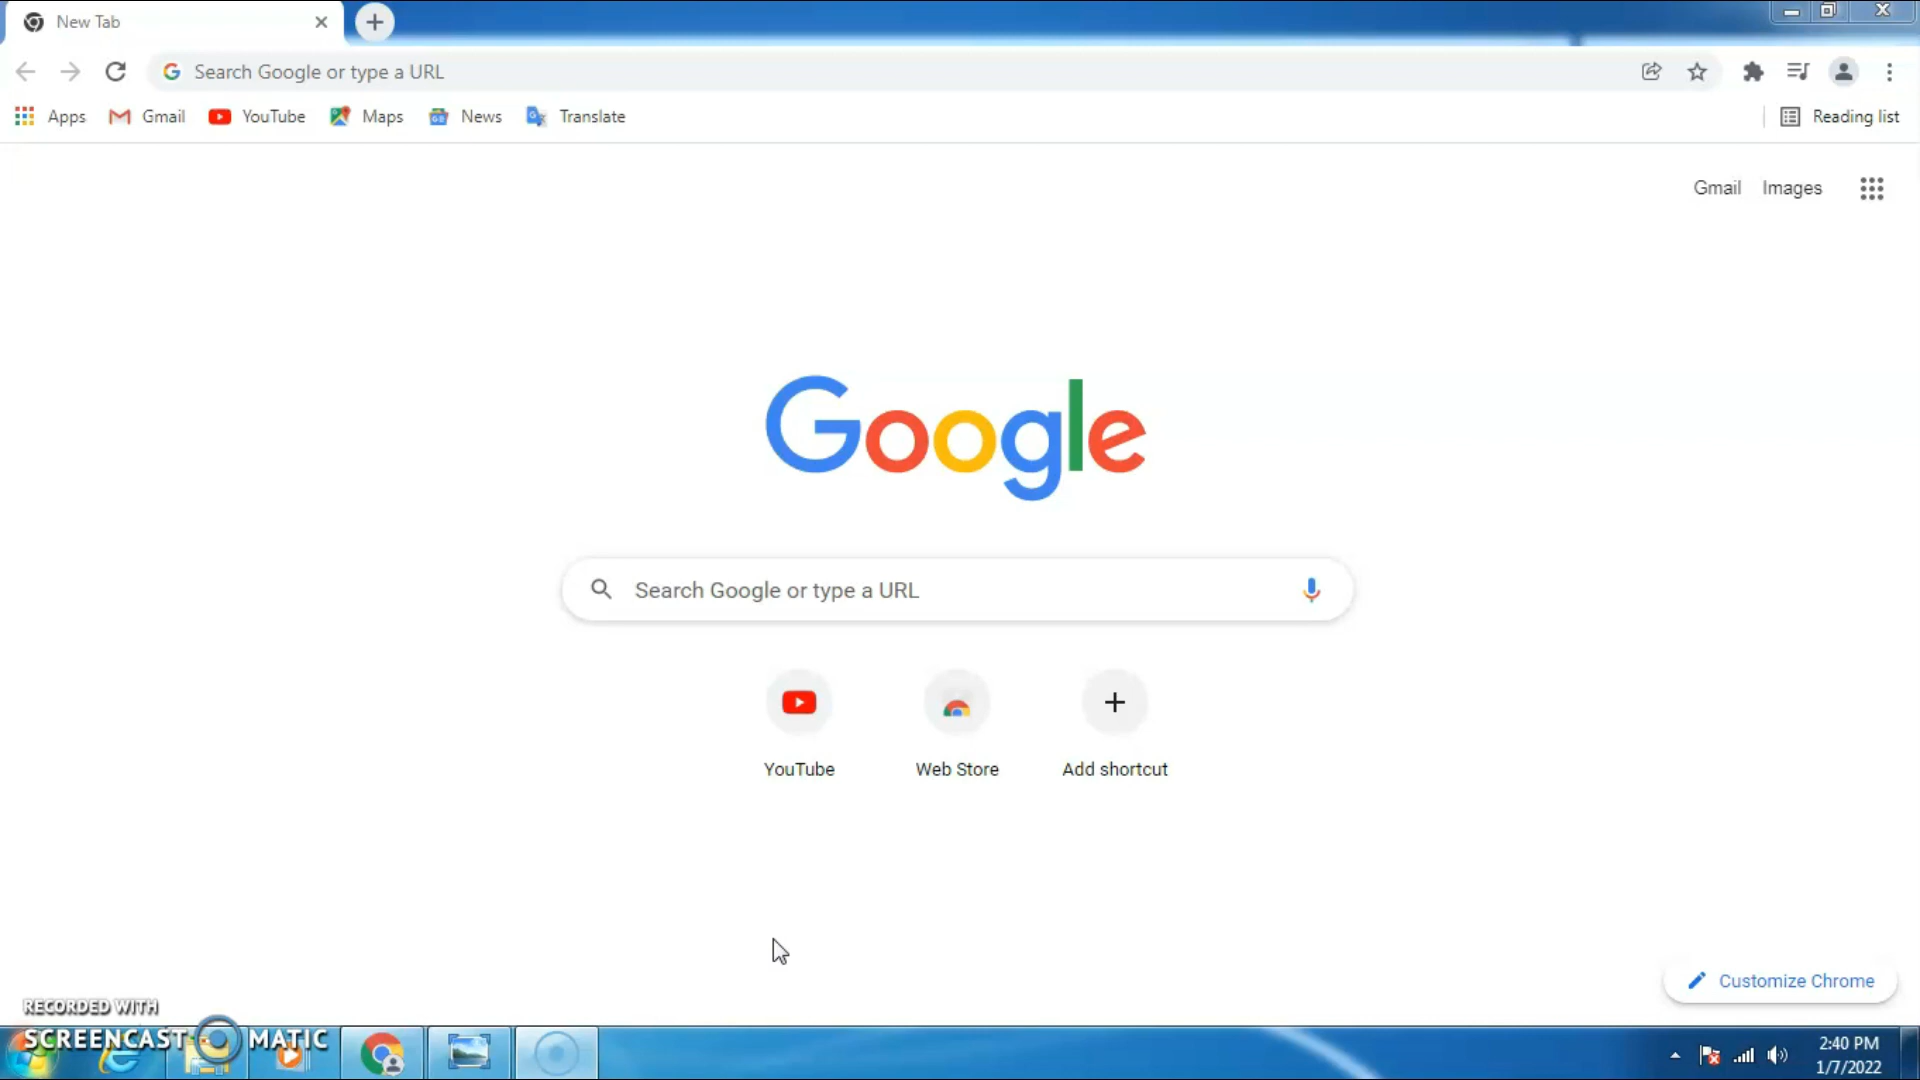 New Tab
Search Google or type a URL
Apps
Gmail
YouTube
Maps
News
Translate
Reading list
Gmail
Images
Google
Search Google or type a URL
YouTube
Web Store
Add shortcut
Customize Chrome
RECORDED WITH
SCREENCAST MATIC
2:40 PM
1/7/2022